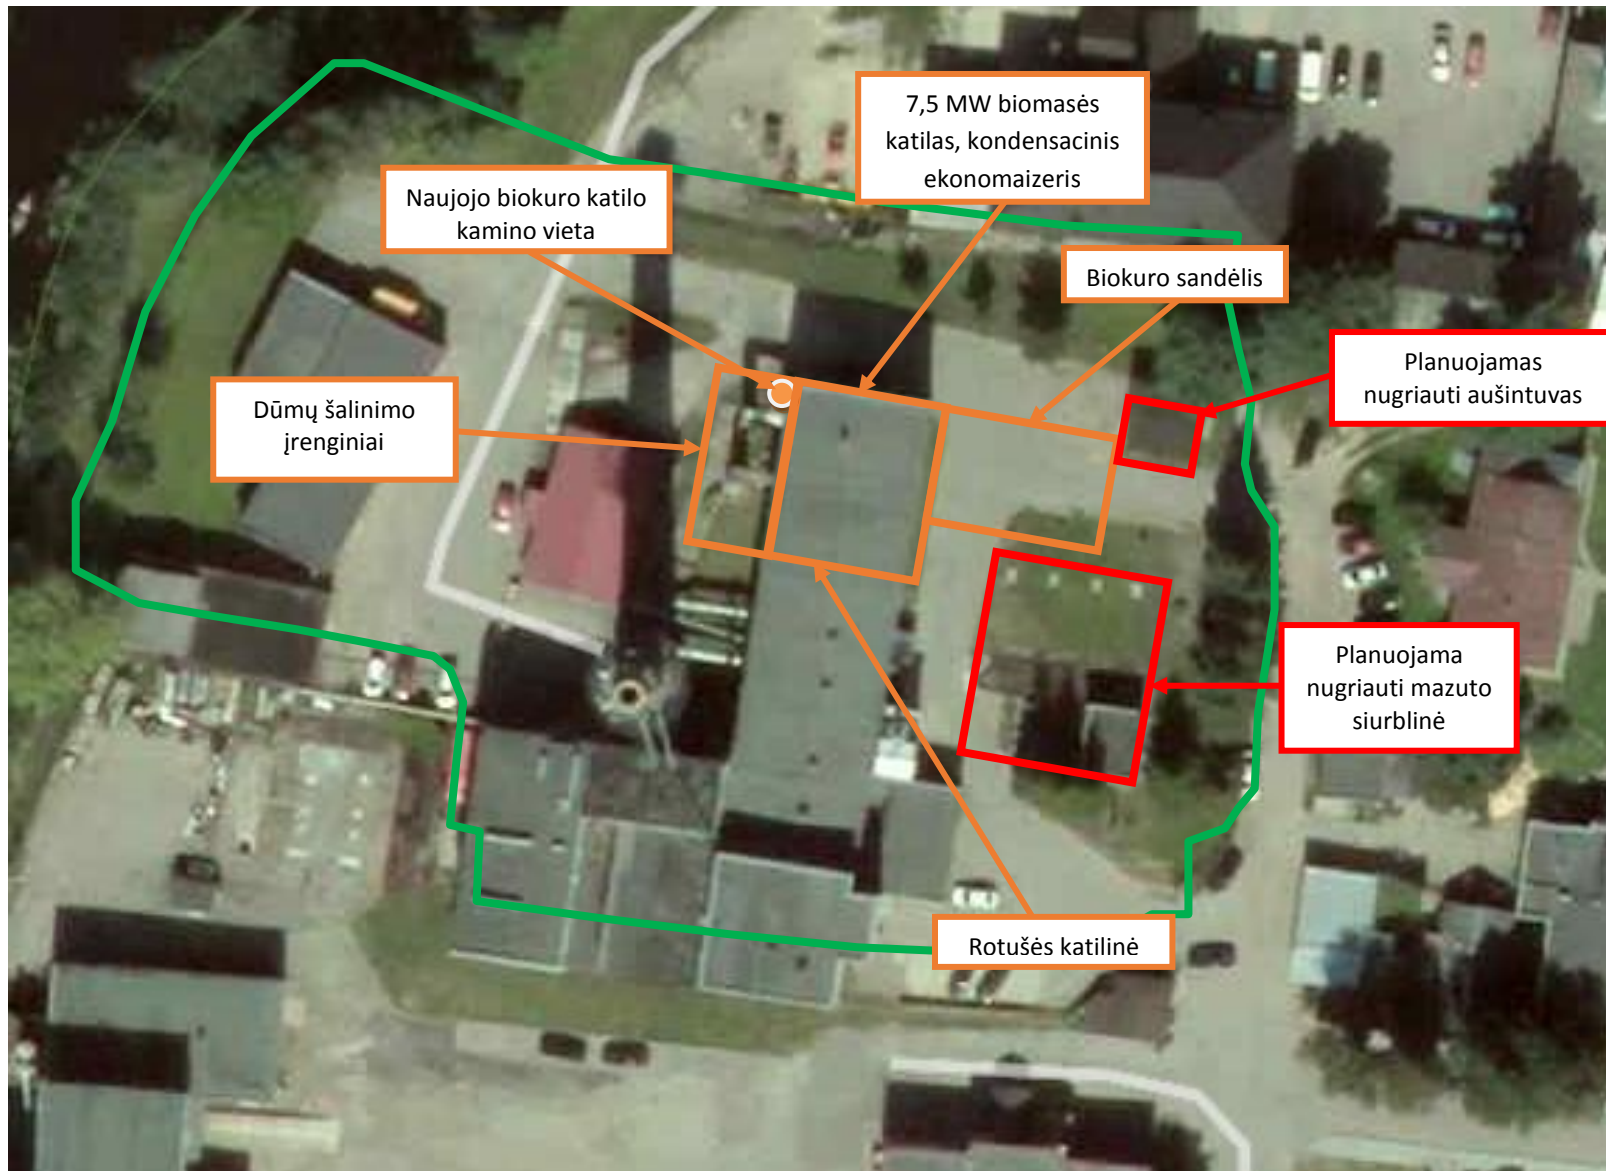 7,5 MW biomasės
katilas, kondensacinis
ekonomaizeris
Naujojo biokuro katilo
kamino vieta
Biokuro sandėlis
Planuojamas
nugriauti aušintuvas
Dūmų šalinimo
įrenginiai
Planuojama
nugriauti mazuto
siurblinė
Rotušės katilinė